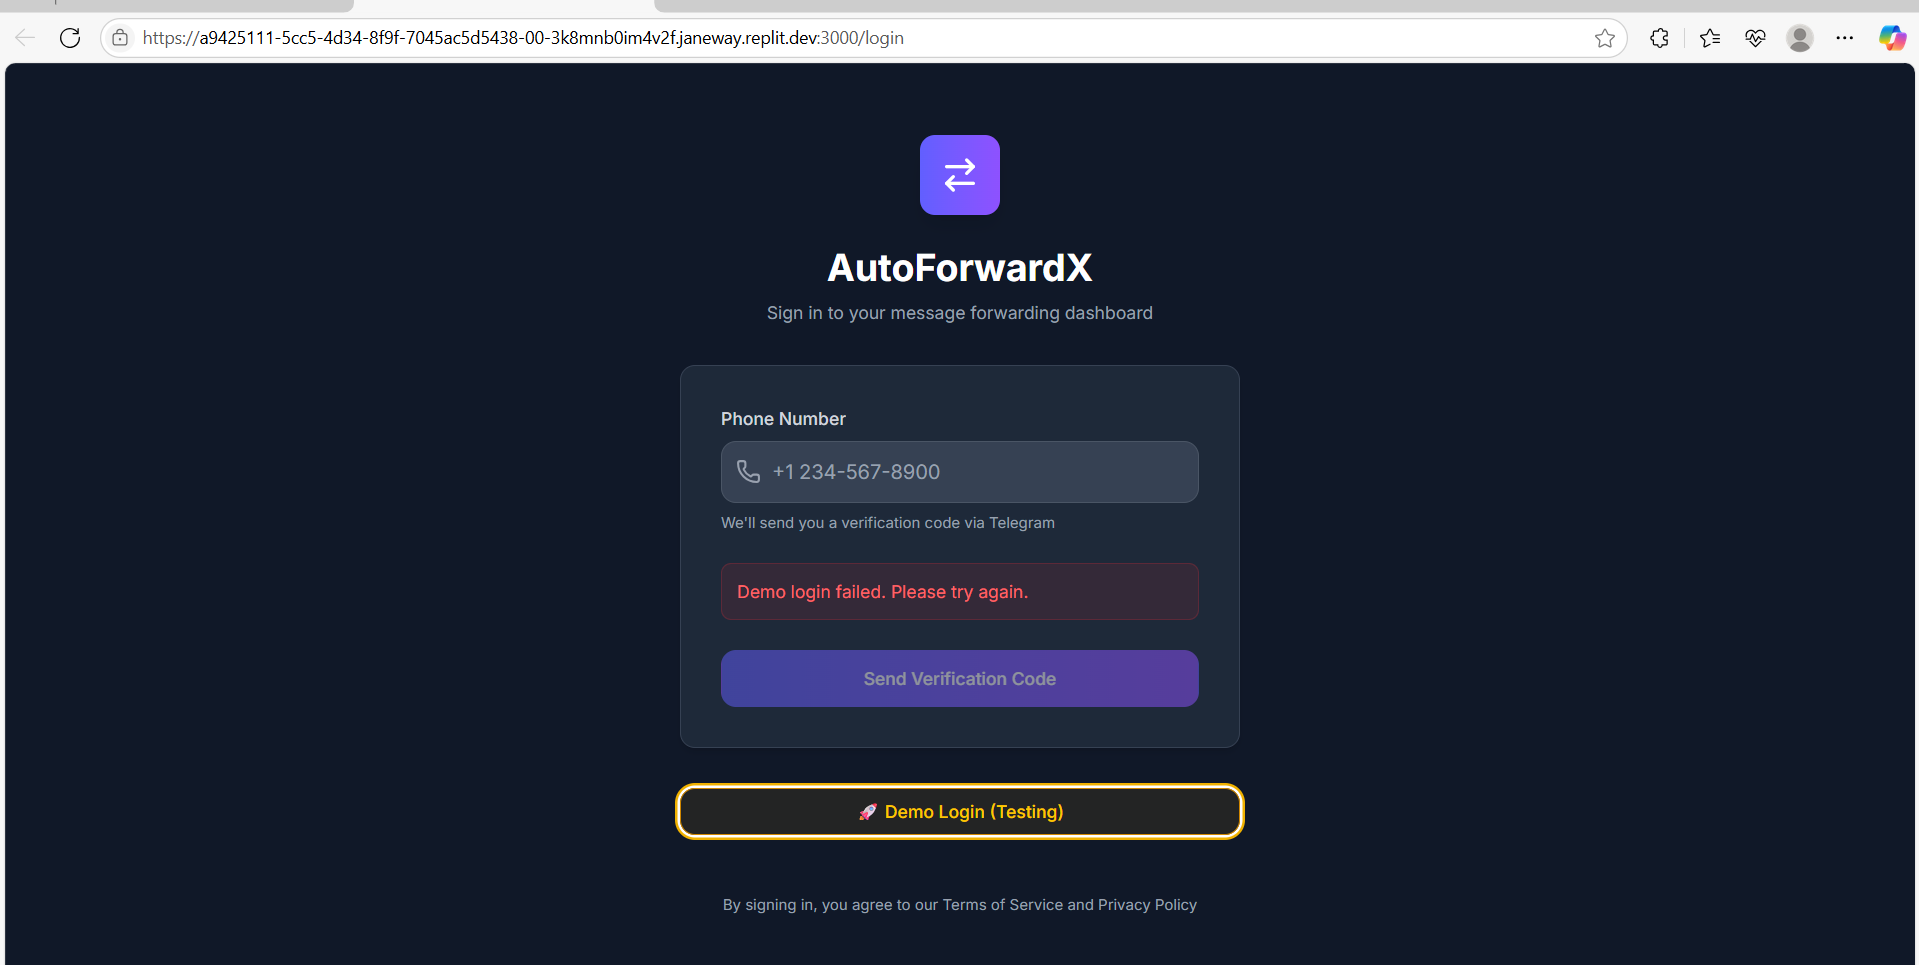 https://a9425111-5cc5-4d34-8f9f-7045ac5d5438-00-3k8mnb0im4v2f.janeway.replit.dev:3000/login
AutoForwardX
Sign in to your message forwarding dashboard
Phone Number
+1 234-567-8900
We'll send you a verification code via Telegram
Demo login failed. Please try again.
Send Verification Code
🚀 Demo Login (Testing)
By signing in, you agree to our Terms of Service and Privacy Policy